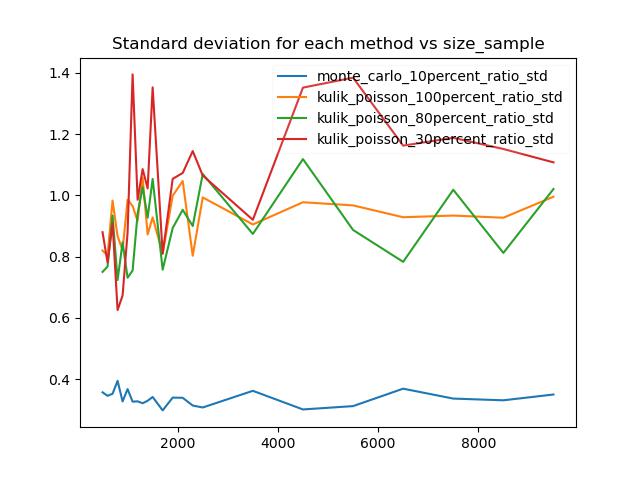 Standard deviation for each method vs size_sample
monte_carlo_10percent_ratio_std
kulik_poisson_100percent_ratio_std
kulik_poisson_80percent_ratio_std
kulik_poisson_30percent_ratio_std
1.4
1.2
1.0
0.8
0.6
0.4
2000 4000 6000 8000